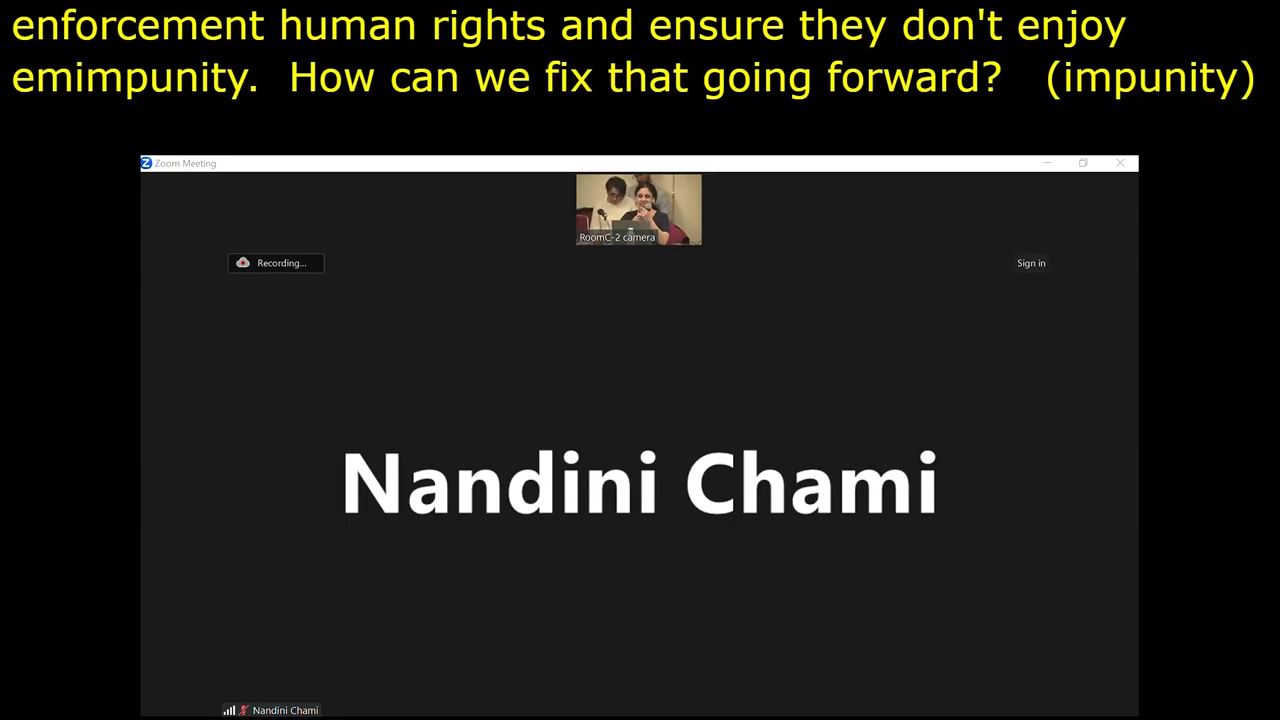 enforcement human rights and ensure they don't enjoy
emimpunity.  How can we fix that going forward?   (impunity)
Zoom Meeting
RoomC-2 camera
Recording...
Sign in
Nandini Chami
Nandini Chami